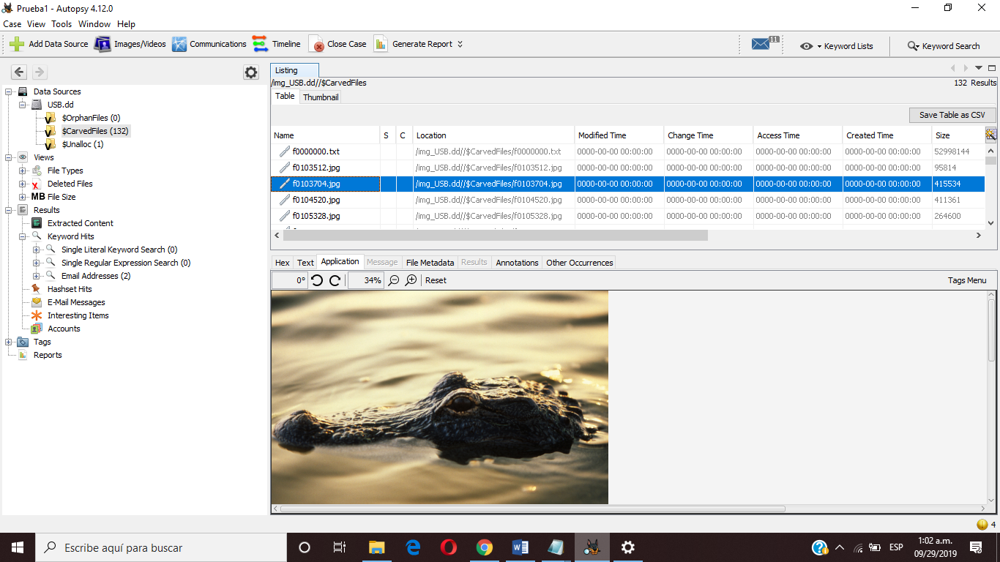 Prueba1 - Autopsy 4.12.0
Case View Tools Window Help
Add Data Source Images/Videos Communications Timeline Close Case Generate Report 11 Keyword Lists Keyword Search
Listing
/img_USB.dd//$CarvedFiles 132 Results
Table Thumbnail
Save Table as CSV
Data Sources
USB.dd
$OrphanFiles (0)
$CarvedFiles (132)
$Unalloc (1)
Views
File Types
Deleted Files
MB File Size
Results
Extracted Content
Keyword Hits
Single Literal Keyword Search (0)
Single Regular Expression Search (0)
Email Addresses (2)
Hashset Hits
E-Mail Messages
Interesting Items
Accounts
Tags
Reports
Name S C Location Modified Time Change Time Access Time Created Time Size
f0000000.txt /img_USB.dd//$CarvedFiles/f0000000.txt 0000-00-00 00:00:00 0000-00-00 00:00:00 0000-00-00 00:00:00 0000-00-00 00:00:00 52998144
f0103512.jpg /img_USB.dd//$CarvedFiles/f0103512.jpg 0000-00-00 00:00:00 0000-00-00 00:00:00 0000-00-00 00:00:00 0000-00-00 00:00:00 95814
f0103704.jpg /img_USB.dd//$CarvedFiles/f0103704.jpg 0000-00-00 00:00:00 0000-00-00 00:00:00 0000-00-00 00:00:00 0000-00-00 00:00:00 415534
f0104520.jpg /img_USB.dd//$CarvedFiles/f0104520.jpg 0000-00-00 00:00:00 0000-00-00 00:00:00 0000-00-00 00:00:00 0000-00-00 00:00:00 411361
f0105328.jpg /img_USB.dd//$CarvedFiles/f0105328.jpg 0000-00-00 00:00:00 0000-00-00 00:00:00 0000-00-00 00:00:00 0000-00-00 00:00:00 264600
Hex Text Application Message File Metadata Results Annotations Other Occurrences
0° 34% Reset Tags Menu
4
Escribe aquí para buscar
ESP
1:02 a.m.
09/29/2019